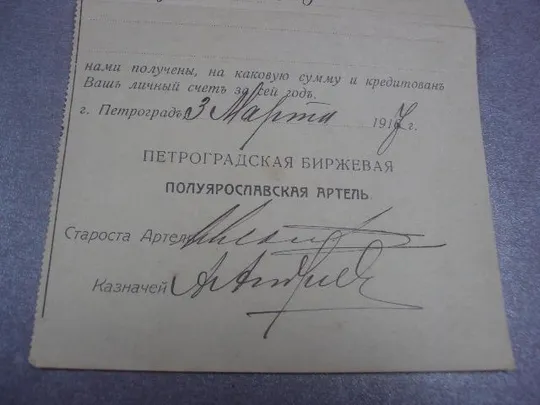 нами получены, на каковую сумму и кредитованъ
Вашъ личный счетъ за сей годъ.
г. Петроградъ 3 Марта 1917 г.
ПЕТРОГРАДСКАЯ БИРЖЕВАЯ
ПОЛУЯРОСЛАВСКАЯ АРТЕЛЬ.
Староста Артели
Казначей